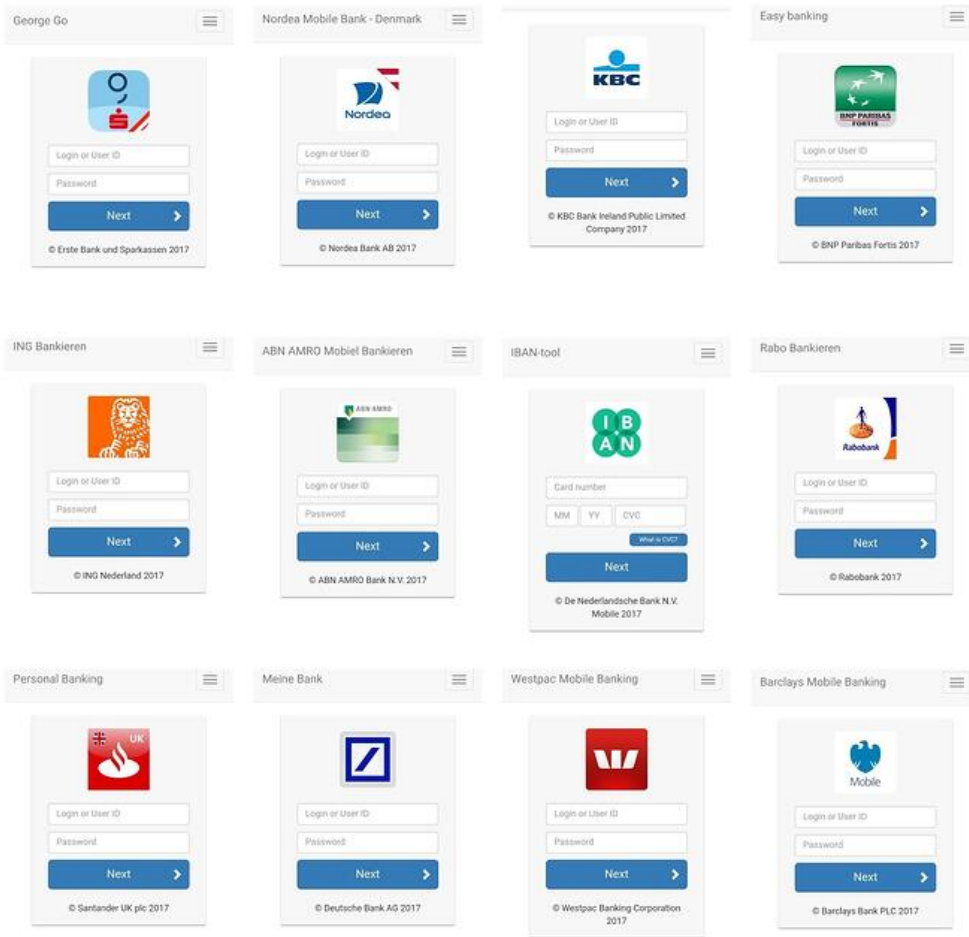 George Go
Nordea
Login or User ID
Password
Next
© Erste Bank und Sparkassen 2017
Nordea Mobile Bank - Denmark
Login or User ID
Password
Next
© Nordea Bank AB 2017
KBC
Login or User ID
Password
Next
© KBC Bank Ireland Public Limited
Company 2017
Easy banking
BNP PARIBAS
FORTIS
Login or User ID
Password
Next
© BNP Paribas Fortis 2017
ING Bankieren
Login or User ID
Password
Next
© ING Nederland 2017
ABN AMRO Mobiel Bankieren
ABN AMRO
Login or User ID
Password
Next
© ABN AMRO Bank N.V. 2017
IBAN-tool
I B
A N
Card number
MM YY CVC
What is CVC?
Next
© De Nederlandsche Bank N.V.
Mobile 2017
Rabo Bankieren
Rabobank
Login or User ID
Password
Next
© Rabobank 2017
Personal Banking
UK
Login or User ID
Password
Next
© Santander UK plc 2017
Meine Bank
Login or User ID
Password
Next
© Deutsche Bank AG 2017
Westpac Mobile Banking
Login or User ID
Password
Next
© Westpac Banking Corporation
2017
Barclays Mobile Banking
Mobile
Login or User ID
Password
Next
© Barclays Bank PLC 2017